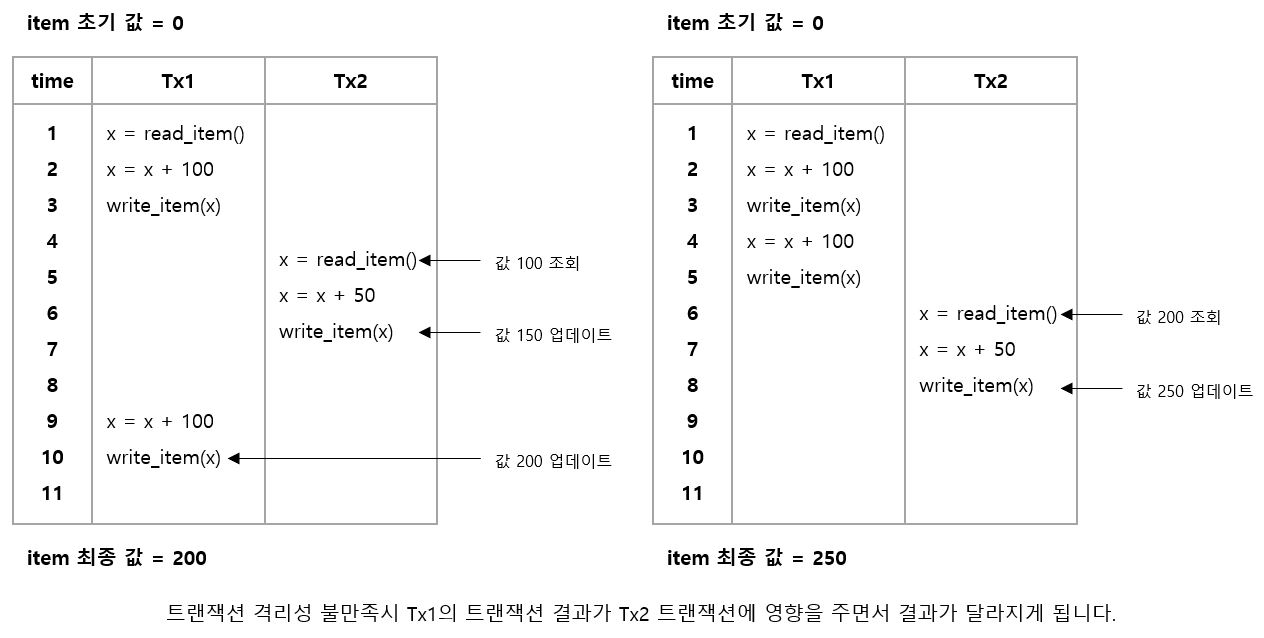 item 초기 값 = 0
time Tx1 Tx2
1 x = read_item()
2 x = x + 100
3 write_item(x)
4
x = read_item() 값 100 조회
5
x = x + 50
6
write_item(x) 값 150 업데이트
7
8
9 x = x + 100
10 write_item(x) 값 200 업데이트
11
item 최종 값 = 200
item 초기 값 = 0
time Tx1 Tx2
1 x = read_item()
2 x = x + 100
3 write_item(x)
4 x = x + 100
5 write_item(x)
6 x = read_item() 값 200 조회
7 x = x + 50
8 write_item(x) 값 250 업데이트
9
10
11
item 최종 값 = 250
트랜잭션 격리성 불만족시 Tx1의 트랜잭션 결과가 Tx2 트랜잭션에 영향을 주면서 결과가 달라지게 됩니다.